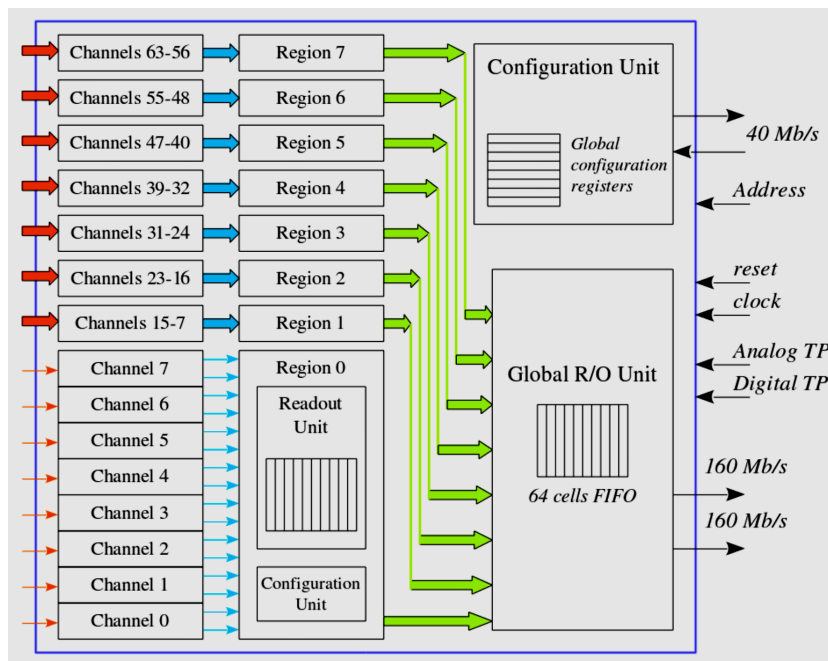 Channels 63-56
Region 7
Channels 55-48
Region 6
Channels 47-40
Region 5
Channels 39-32
Region 4
Channels 31-24
Region 3
Channels 23-16
Region 2
Channels 15-7
Region 1
Channel 7
Channel 6
Channel 5
Channel 4
Channel 3
Channel 2
Channel 1
Channel 0
Region 0
Readout
Unit
Configuration
Unit
Configuration Unit
Global
configuration
registers
Global R/O Unit
64 cells FIFO
40 Mb/s
Address
reset
clock
Analog TP
Digital TP
160 Mb/s
160 Mb/s